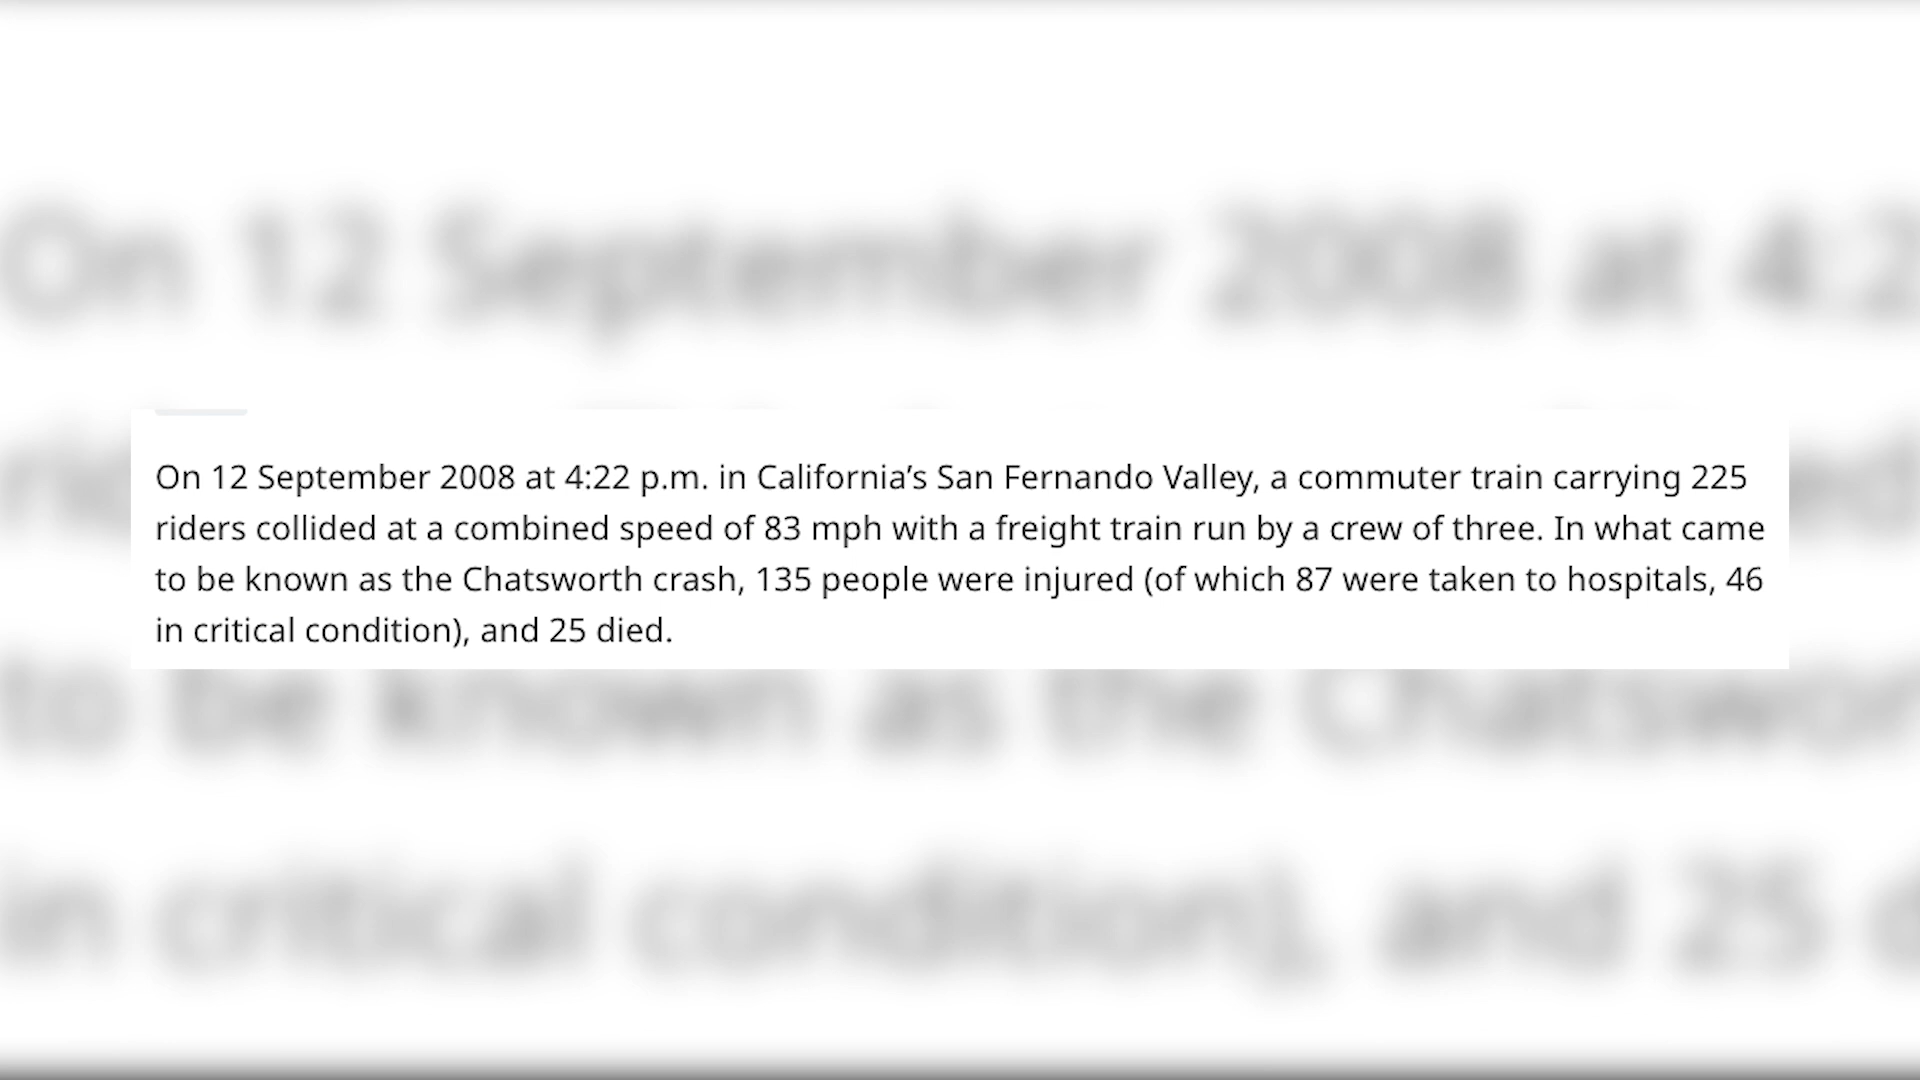 On 12 September 2008 at 4:22 p.m. in California’s San Fernando Valley, a commuter train carrying 225
riders collided at a combined speed of 83 mph with a freight train run by a crew of three. In what came
to be known as the Chatsworth crash, 135 people were injured (of which 87 were taken to hospitals, 46
in critical condition), and 25 died.